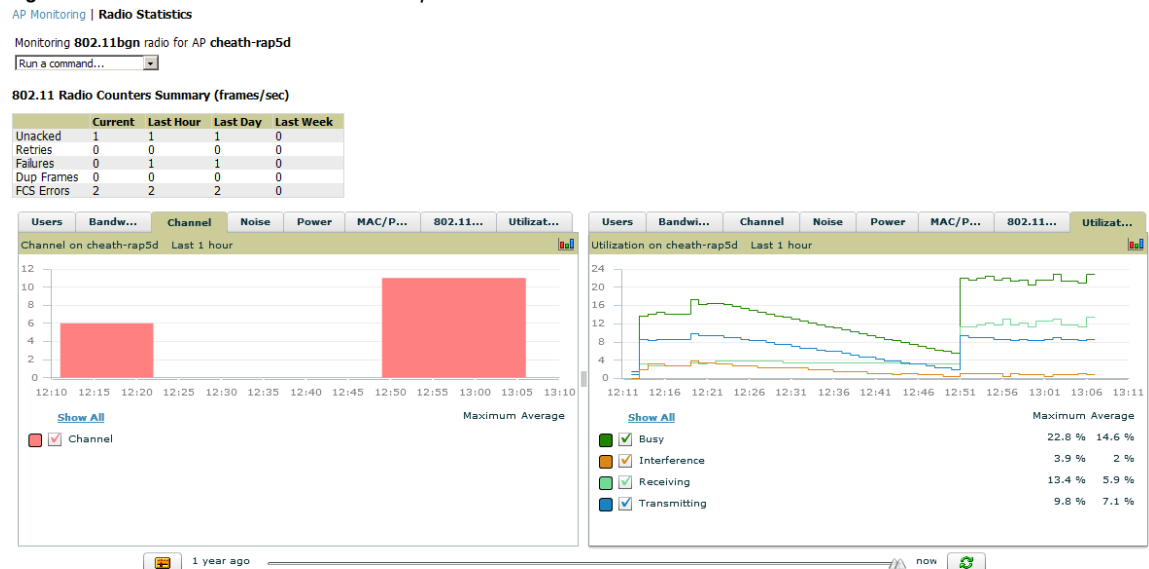 AP Monitoring | Radio Statistics
Monitoring 802.11bgn radio for AP cheath-rap5d
Run a command...
802.11 Radio Counters Summary (frames/sec)
Current Last Hour Last Day Last Week
Unacked 1 1 1 0
Retries 0 0 0 0
Failures 0 1 1 0
Dup Frames 0 0 0 0
FCS Errors 2 2 2 0
Users Bandw... Channel Noise Power MAC/P... 802.11... Utilizat...
Channel on cheath-rap5d Last 1 hour
12
10
8
6
4
2
0
12:10 12:15 12:20 12:25 12:30 12:35 12:40 12:45 12:50 12:55 13:00 13:05 13:10
Show All Maximum Average
Channel
Users Bandwi... Channel Noise Power MAC/P... 802.11... Utilizat...
Utilization on cheath-rap5d Last 1 hour
24
20
16
12
8
4
0
12:11 12:16 12:21 12:26 12:31 12:36 12:41 12:46 12:51 12:56 13:01 13:06 13:11
Show All Maximum Average
Busy 22.8 % 14.6 %
Interference 3.9 % 2 %
Receiving 13.4 % 5.9 %
Transmitting 9.8 % 7.1 %
1 year ago now